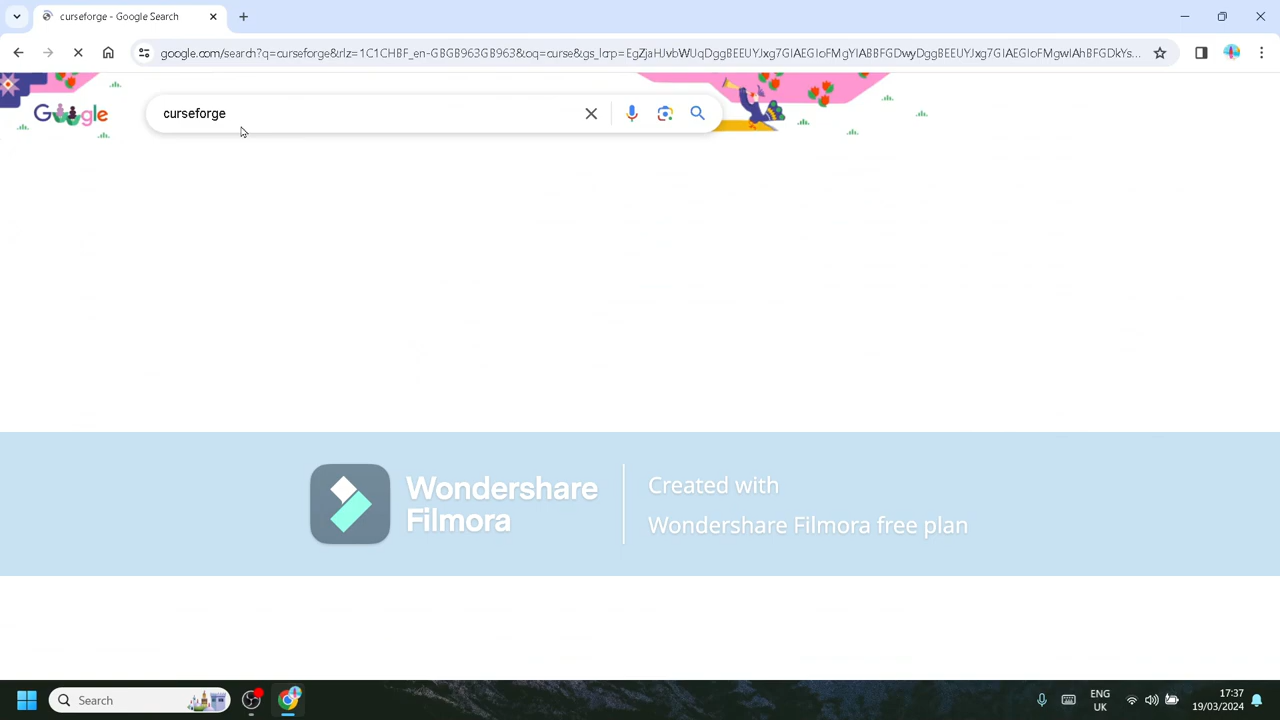 curseforge - Google Search
google.com/search?q=curseforge&rlz=1C1CHBF_en-GBGB963GB963&oq=curse&gs_lcrp=
Google
curseforge
Wondershare
Filmora
Created with
Wondershare Filmora free plan
Search
ENG
UK
17:37
19/03/2024